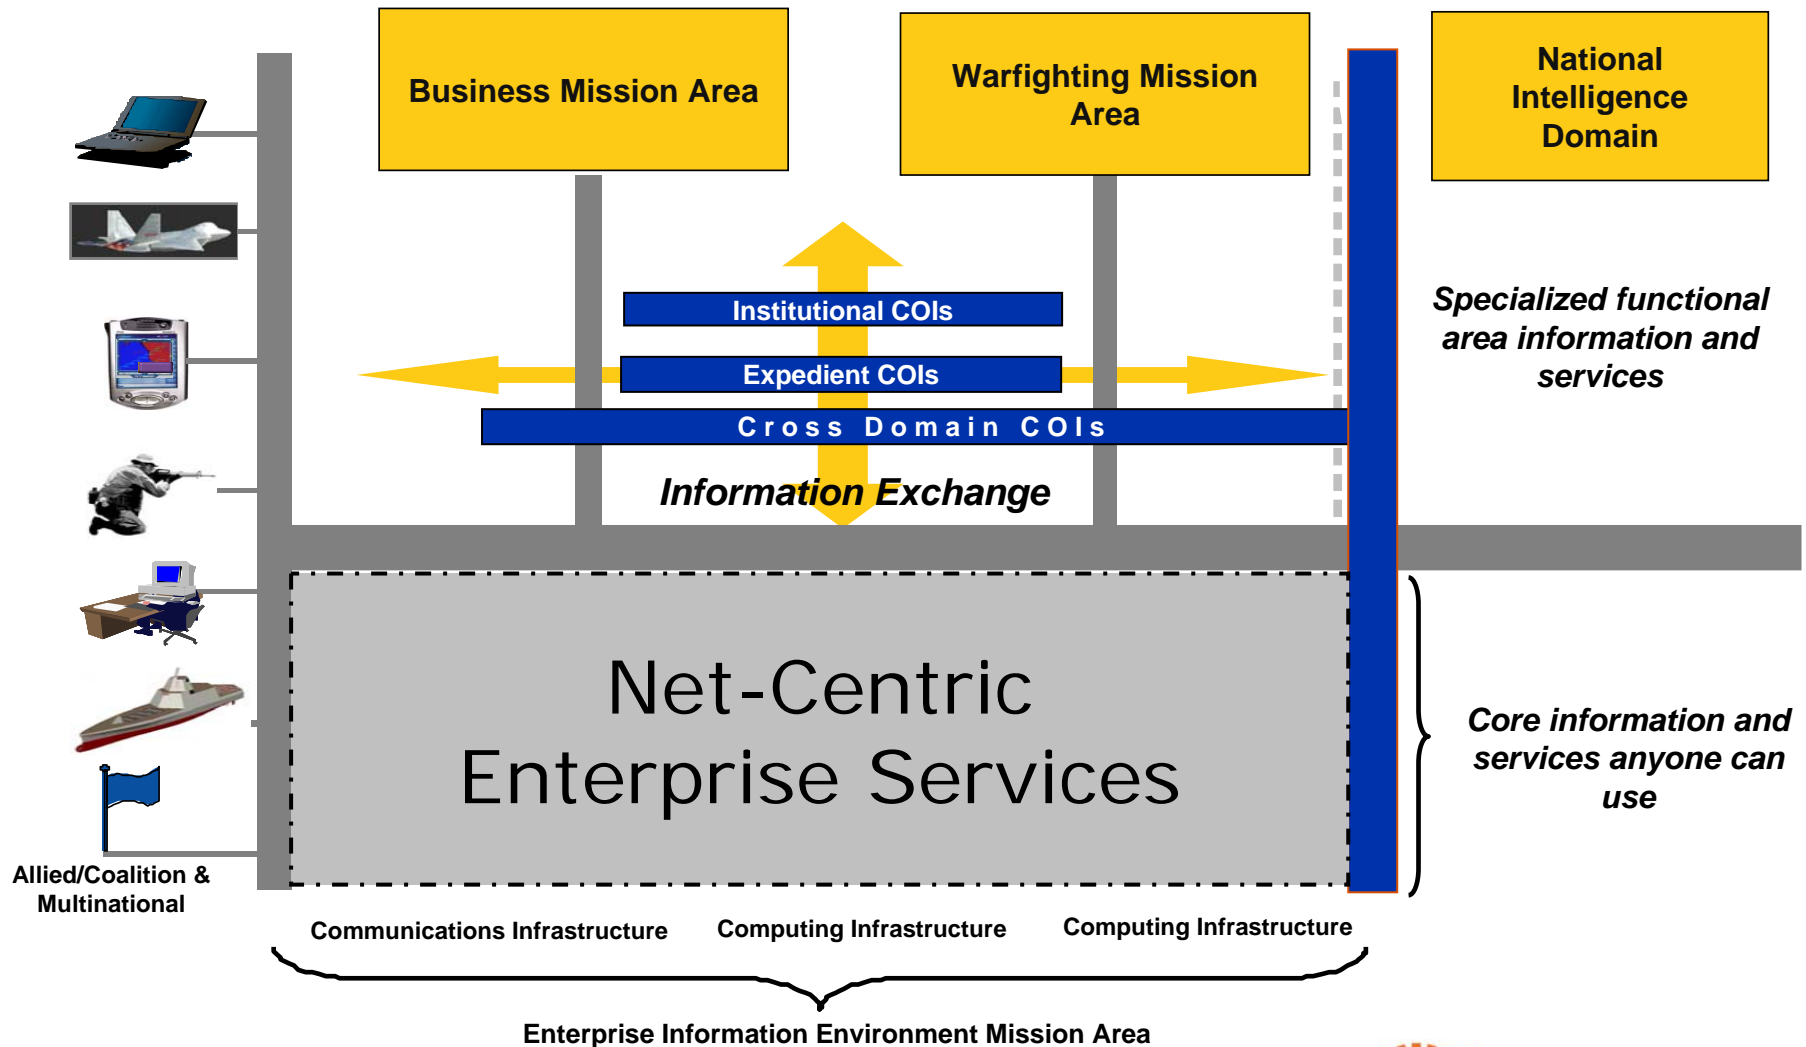 Business Mission Area
Warfighting Mission
Area
National
Intelligence
Domain
Institutional COIs
Expedient COIs
Cross Domain COIs
Information Exchange
Specialized functional
area information and
services
Net-Centric
Enterprise Services
Core information and
services anyone can
use
Allied/Coalition &
Multinational
Communications Infrastructure
Computing Infrastructure
Computing Infrastructure
Enterprise Information Environment Mission Area